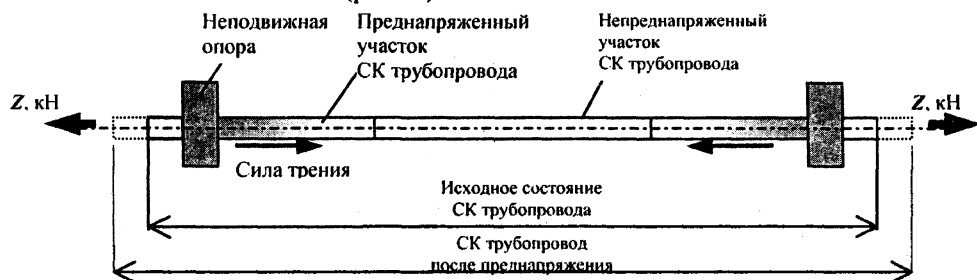 Неподвижная
опора
Преднапряженный
участок
СК трубопровода
Непреднапряженный
участок
СК трубопровода
Z, кН
Z, кН
Сила трения
Исходное состояние
СК трубопровода
СК трубопровод
после преднапряжения